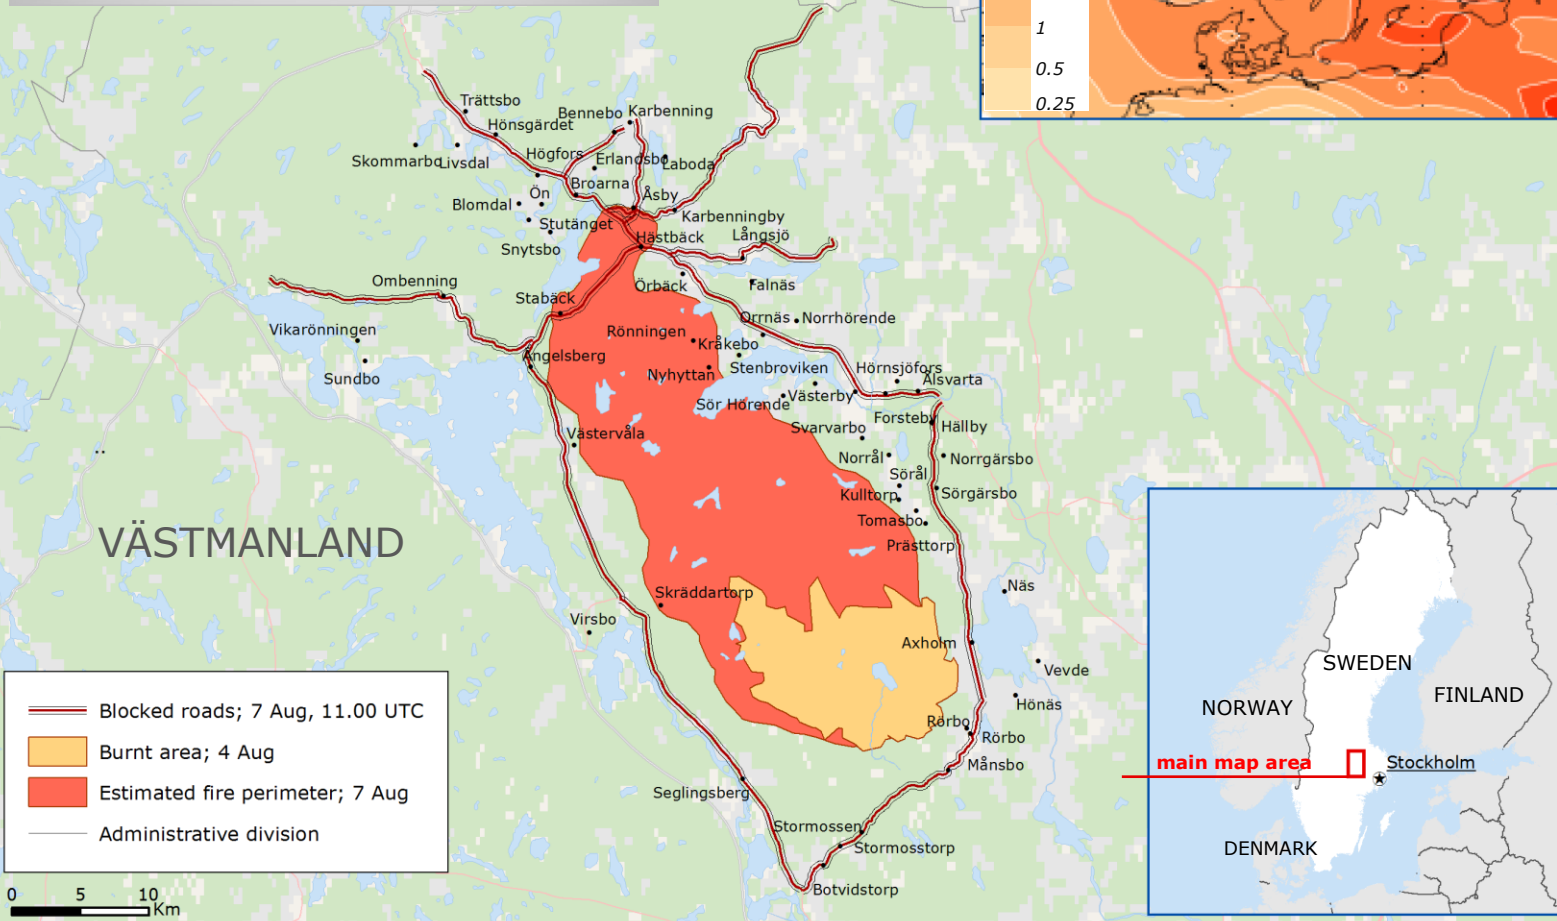 1
0.5
0.25
Trättsbo
Bennebo
Karbenning
Hönsgärdet
Skommarbo
Livsdal
Högfors
Erlandsbo
Laboda
Broarna
Ön
Åsby
Blomdal
Karbenningby
Stutänget
Hästbäck
Långsjö
Snytsbo
Ombenning
Örbäck
Falnäs
Stabäck
Orrnäs
Norrhörende
Vikarönningen
Rönningen
Kråkebo
Ängelsberg
Stenbroviken
Hörnsjöfors
Sundbo
Nyhyttan
Älsvarta
Sör Hörende
Västerby
Forsteby
Hällby
Västervåla
Svarvarbo
Norrål
Norrgärsbo
Sörål
Kulltorp
Sörgärsbo
Tomasbo
VÄSTMANLAND
Prästtorp
Näs
Skräddartorp
Virsbo
Axholm
Vevde
Hönäs
Rörbo
Rörbo
Månsbo
Seglingsberg
Stormossen
Stormosstorp
Botvidstorp
Blocked roads; 7 Aug, 11.00 UTC
Burnt area; 4 Aug
Estimated fire perimeter; 7 Aug
Administrative division
0 5 10
Km
SWEDEN
FINLAND
NORWAY
main map area
Stockholm
DENMARK